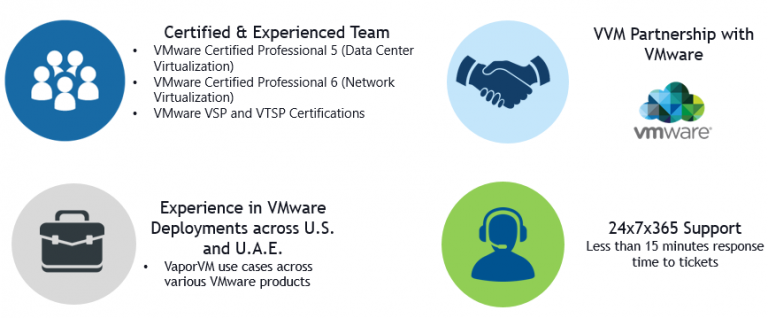 Certified & Experienced Team
• VMware Certified Professional 5 (Data Center
Virtualization)
• VMware Certified Professional 6 (Network
Virtualization)
• VMware VSP and VTSP Certifications
VVM Partnership with
VMware
vmware®
Experience in VMware
Deployments across U.S.
and U.A.E.
• VaporVM use cases across
various VMware products
24x7x365 Support
Less than 15 minutes response
time to tickets